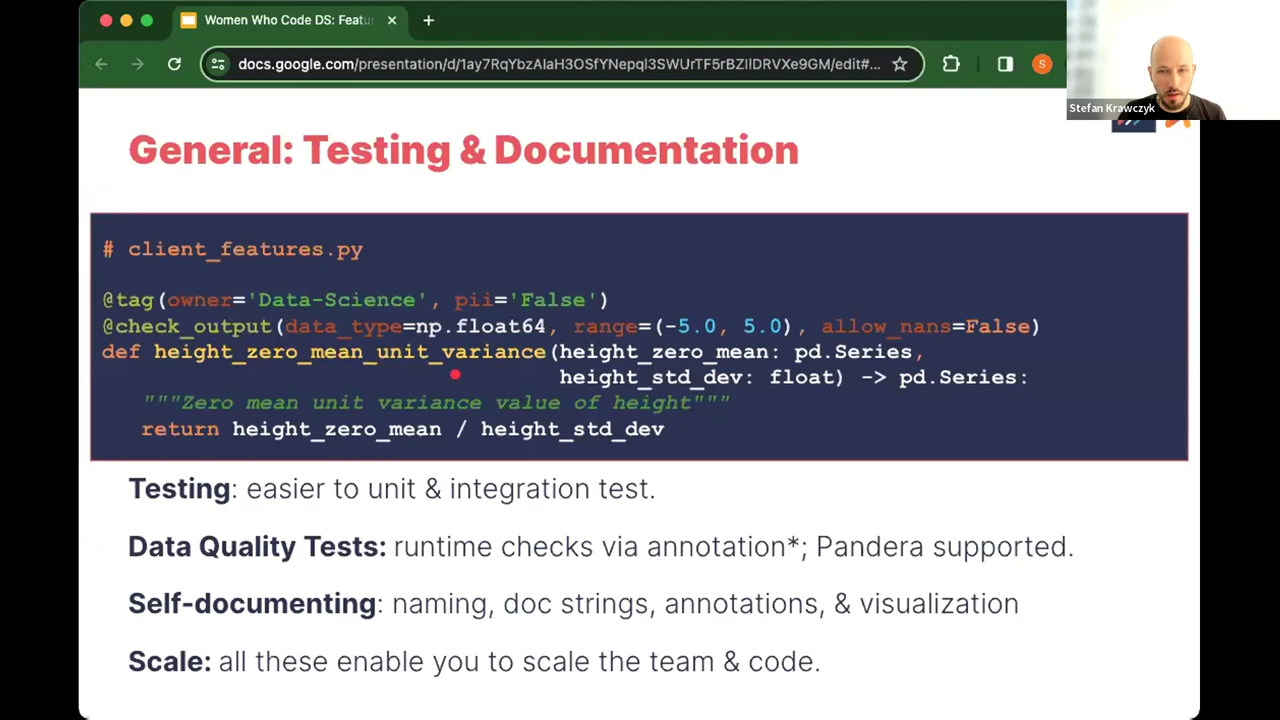 Women Who Code DS: Featu
docs.google.com/presentation/d/1ay7RqYbzAIaH3OSfYNepqI3SWUrTF5rBZIIDRVXe9GM/edit#...
S
Stefan Krawczyk
General: Testing & Documentation
# client_features.py
@tag(owner='Data-Science', pii='False')
@check_output(data_type=np.float64, range=(-5.0, 5.0), allow_nans=False)
def height_zero_mean_unit_variance(height_zero_mean: pd.Series,
height_std_dev: float) -> pd.Series:
"""Zero mean unit variance value of height"""
return height_zero_mean / height_std_dev
Testing: easier to unit & integration test.
Data Quality Tests: runtime checks via annotation*; Pandera supported.
Self-documenting: naming, doc strings, annotations, & visualization
Scale: all these enable you to scale the team & code.